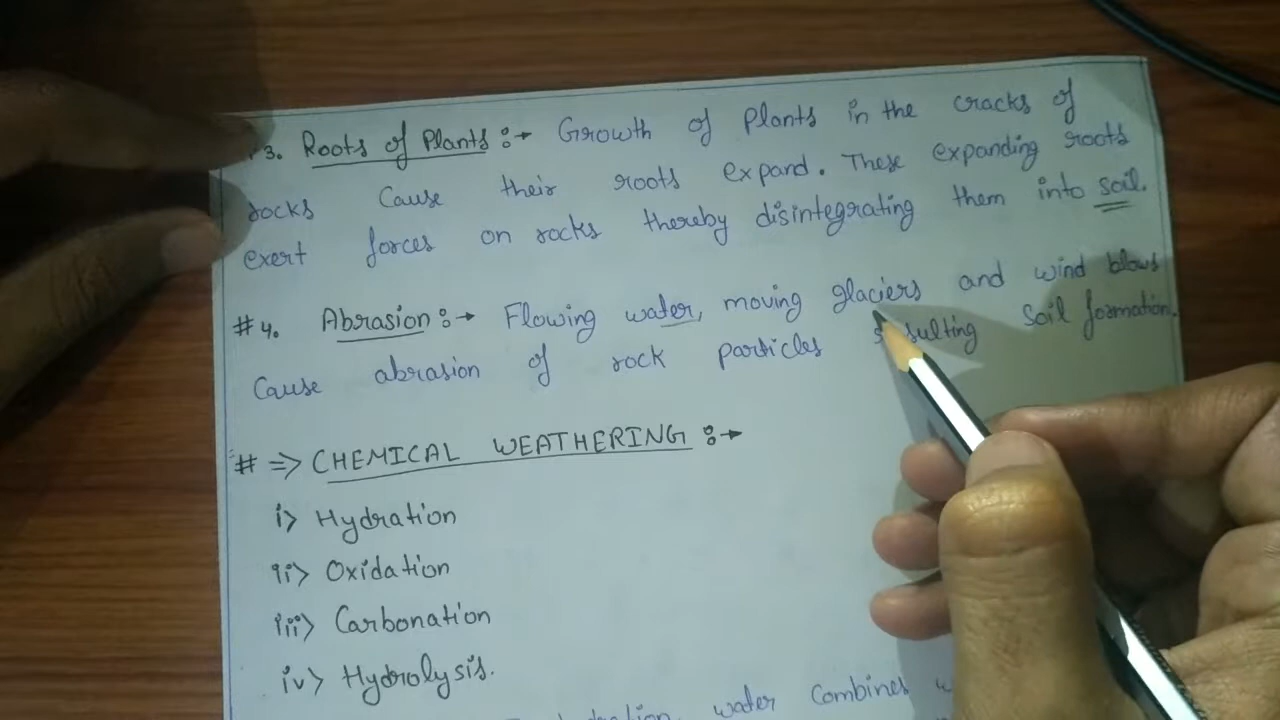 3. Roots of Plants :→ Growth of plants in the cracks of
rocks cause their roots expand. These expanding roots
exert forces on rocks thereby disintegrating them into soil.
#4. Abrasion :→ Flowing water, moving glaciers and wind blows
Cause abrasion of rock particles soil formation.
# => CHEMICAL WEATHERING :→
i> Hydration
ii> Oxidation
iii> Carbonation
iv> Hydrolysis.
water combines